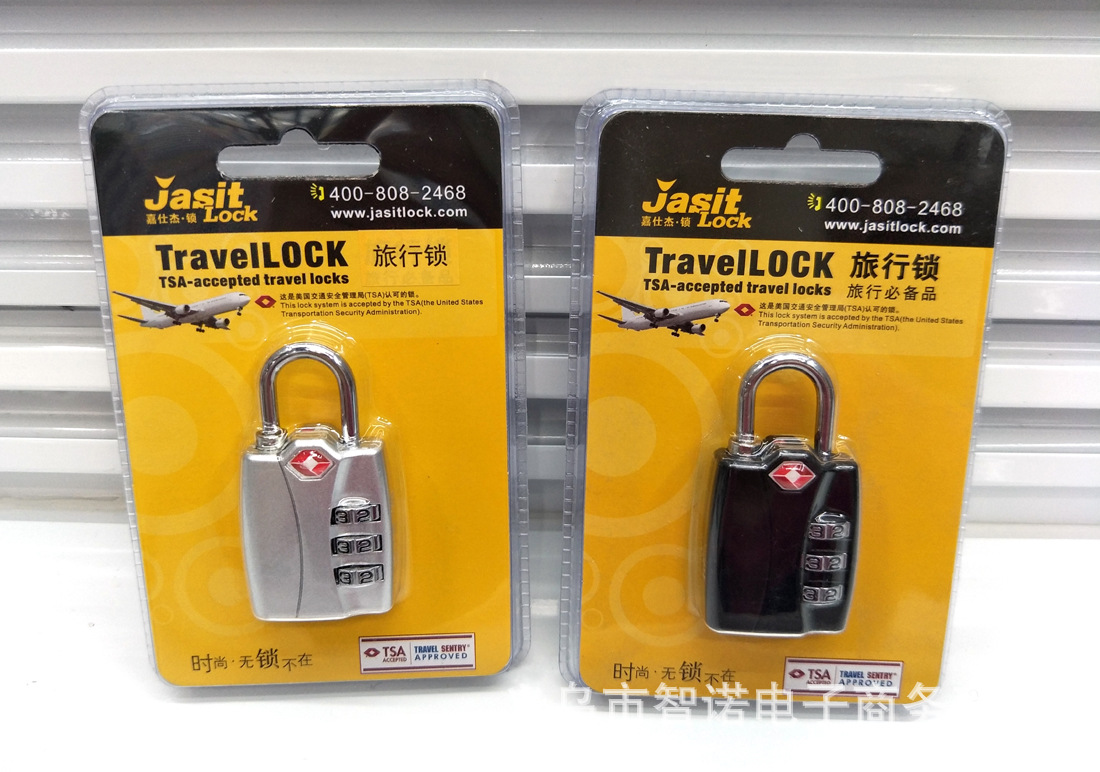 Jasit
Lock
嘉仕杰·锁
400-808-2468
www.jasitlock.com
TravelLOCK 旅行锁
TSA-accepted travel locks
这是美国交通安全管理局(TSA)认可的锁。
This lock system is accepted by the TSA(the United States
Transportation Security Administration).
32
32
32
时尚·无锁不在
TSA
ACCEPTED
TRAVEL SENTRY
APPROVED
Jasit
Lock
嘉仕杰·锁
400-808-2468
www.jasitlock.com
TravelLOCK 旅行锁
TSA-accepted travel locks 旅行必备品
这是美国交通安全管理局(TSA)认可的锁。
This lock system is accepted by the TSA(the United States
Transportation Security Administration).
32
32
32
时尚·无锁不在
TSA
ACCEPTED
TRAVEL SENTRY
APPROVED
乌市智诺电子商务